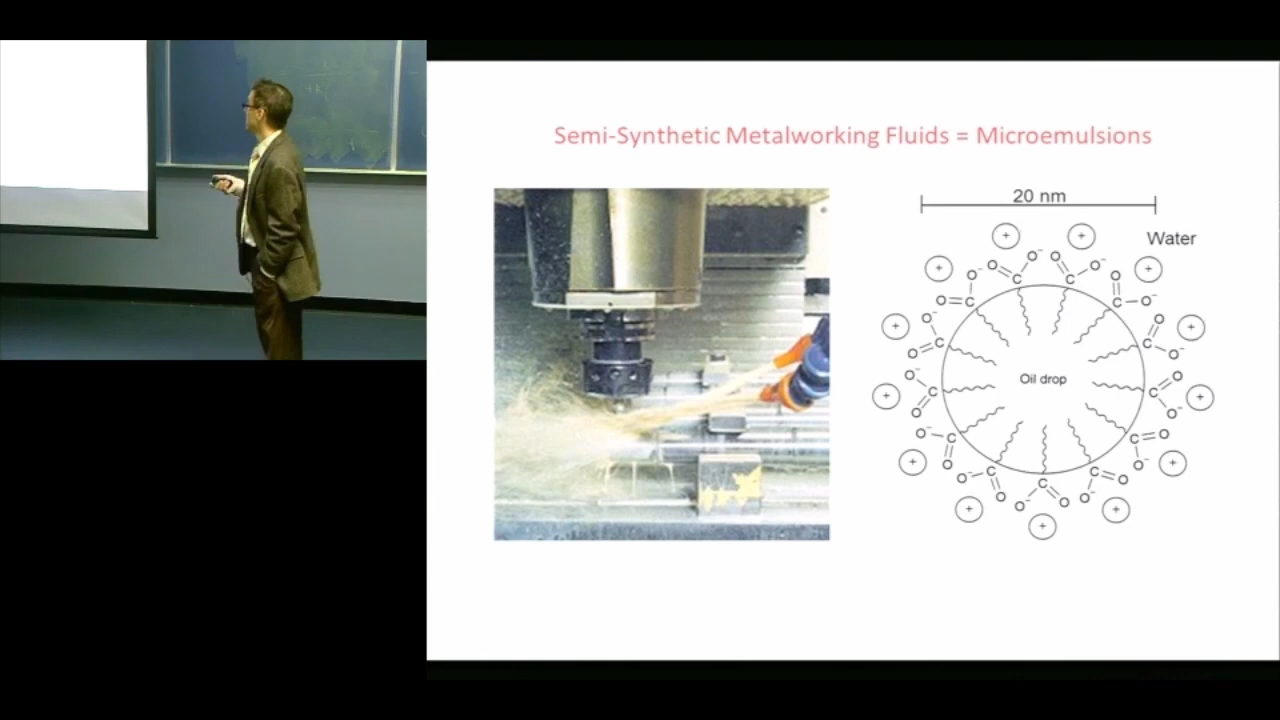 Semi-Synthetic Metalworking Fluids = Microemulsions
20 nm
Water
Oil drop